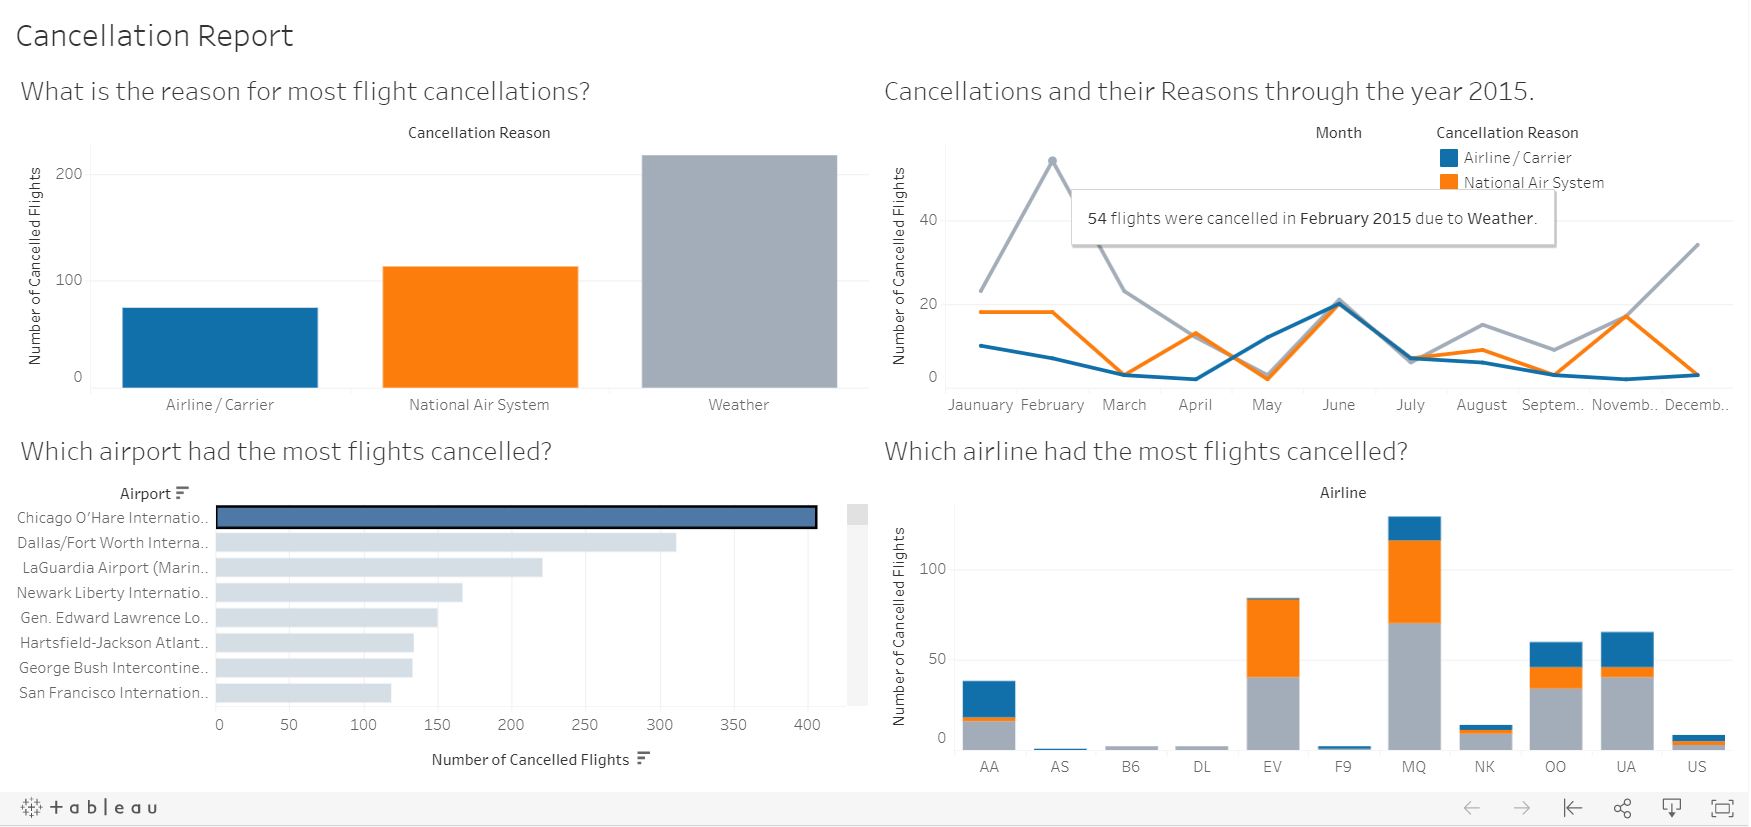 Cancellation Report
What is the reason for most flight cancellations?
Cancellation Reason
Number of Cancelled Flights
200
100
0
Airline / Carrier
National Air System
Weather
Cancellations and their Reasons through the year 2015.
Month
Cancellation Reason
Airline / Carrier
National Air System
54 flights were cancelled in February 2015 due to Weather.
Number of Cancelled Flights
40
20
0
Jaunuary February March April May June July August Septem.. Novemb.. Decemb..
Which airport had the most flights cancelled?
Airport
Chicago O'Hare Internatio..
Dallas/Fort Worth Interna..
LaGuardia Airport (Marin..
Newark Liberty Internatio..
Gen. Edward Lawrence Lo..
Hartsfield-Jackson Atlant..
George Bush Intercontine..
San Francisco Internation..
0 50 100 150 200 250 300 350 400
Number of Cancelled Flights
Which airline had the most flights cancelled?
Airline
Number of Cancelled Flights
100
50
0
AA AS B6 DL EV F9 MQ NK OO UA US
+ a b l e a u